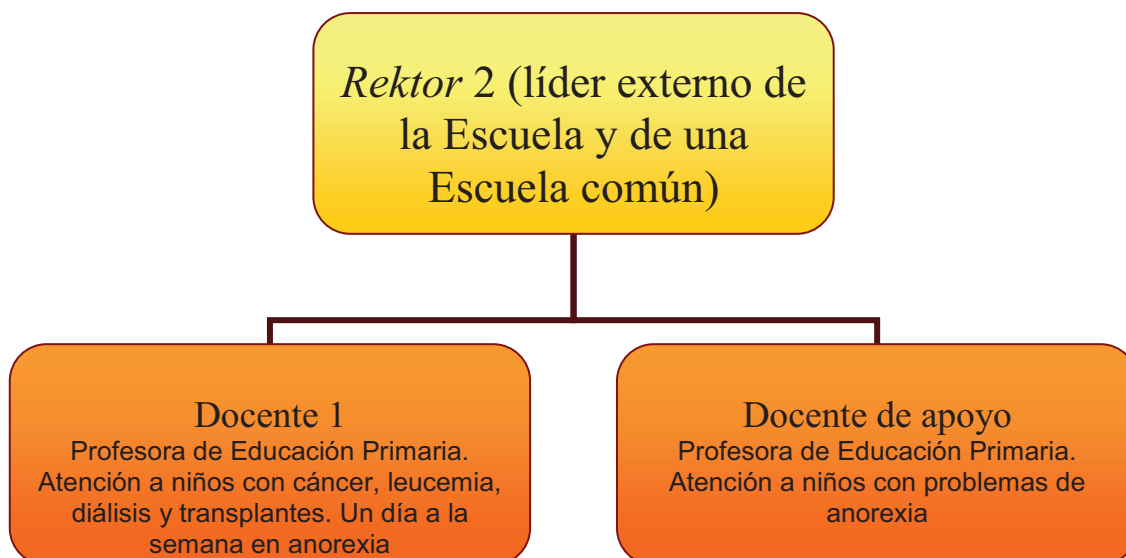 Rektor 2 (líder externo de
la Escuela y de una
Escuela común)
Docente 1
Profesora de Educación Primaria.
Atención a niños con cáncer, leucemia,
diálisis y transplantes. Un día a la
semana en anorexia
Docente de apoyo
Profesora de Educación Primaria.
Atención a niños con problemas de
anorexia